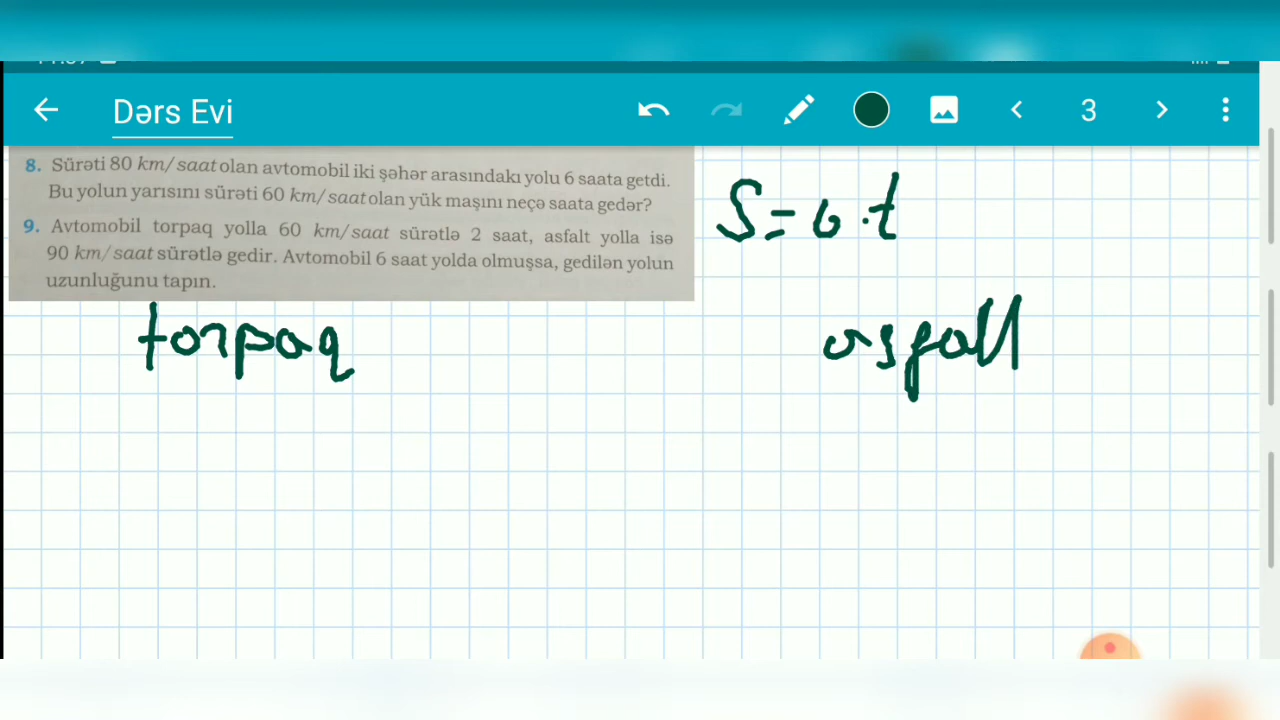 Dərs Evi
3
8. Sürəti 80 km/saat olan avtomobil iki şəhər arasındakı yolu 6 saata getdi.
Bu yolun yarısını sürəti 60 km/saat olan yük maşını neçə saata gedər?
9. Avtomobil torpaq yolla 60 km/saat sürətlə 2 saat, asfalt yolla isə
90 km/saat sürətlə gedir. Avtomobil 6 saat yolda olmuşsa, gedilən yolun
uzunluğunu tapın.
S=υ.t
torpaq
asfalt